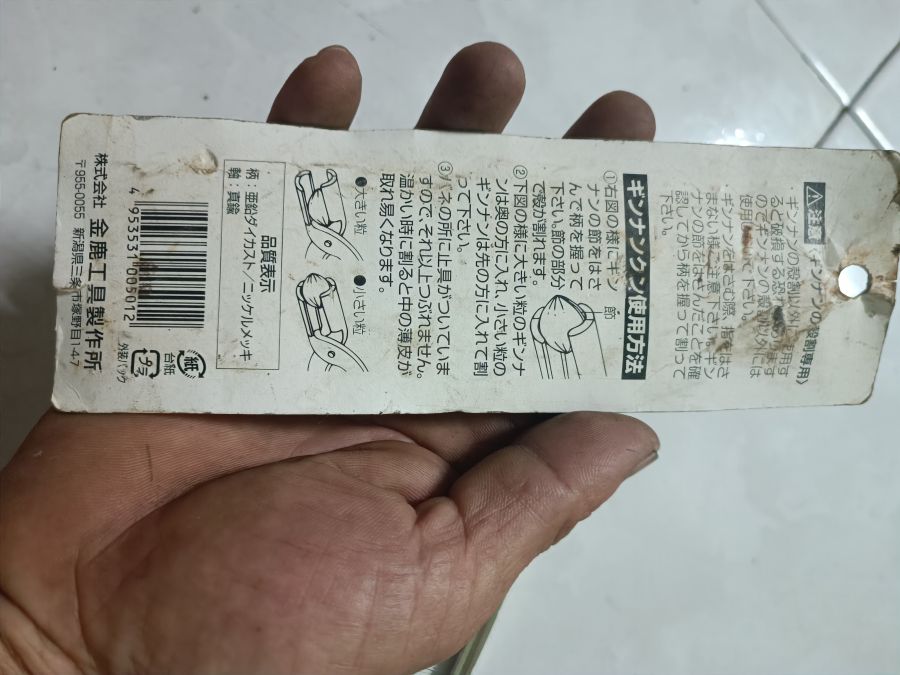 ⚠注意〈ギンナンの殻割専用〉
・ギンナンの殻割以外に使用す
ると破損する恐れがあります
のでギンナンの殻割以外には
使用しないで下さい。
・ギンナンをはさむ際、指をはさ
まない様に注意下さい。ギン
ナンの節をはさんだことを確
認してから柄を握って割って
下さい。
ギンナンクン使用方法
①右図の様にギン
ナンの節をはさ
んで柄を握って
下さい。節の部分
で殻が割れます。
節
②下図の様に大きい粒のギンナ
ンは奥の方に入れ、小さい粒の
ギンナンは先の方に入れて割
って下さい。
③バネの所に止具がついていま
すので、それ以上つぶれません。
温かい時に割ると中の薄皮が
取れ易くなります。
●大きい粒
●小さい粒
品質表示
柄：亜鉛ダイカスト／ニッケルメッキ
軸：真鍮
4 953531 003012
紙
台紙
プラ
外装／パック
株式会社 金鹿工具製作所
〒955-0055 新潟県三条市塚野目1-4-7